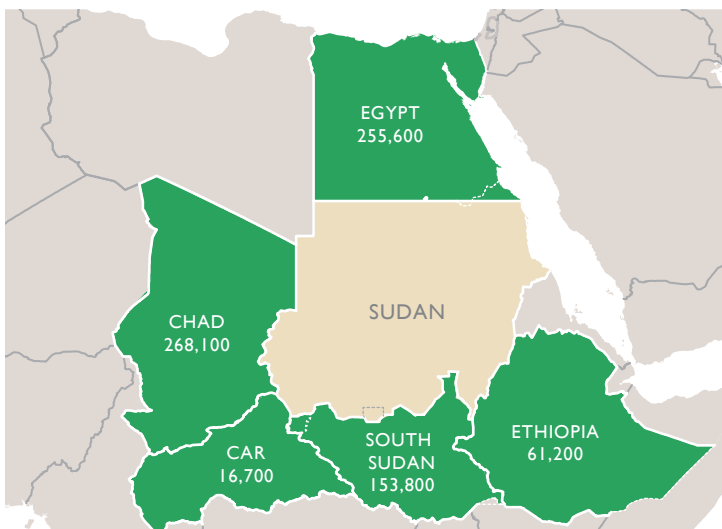 EGYPT
255,600
SUDAN
CHAD
268,100
CAR
16,700
SOUTH
SUDAN
153,800
ETHIOPIA
61,200